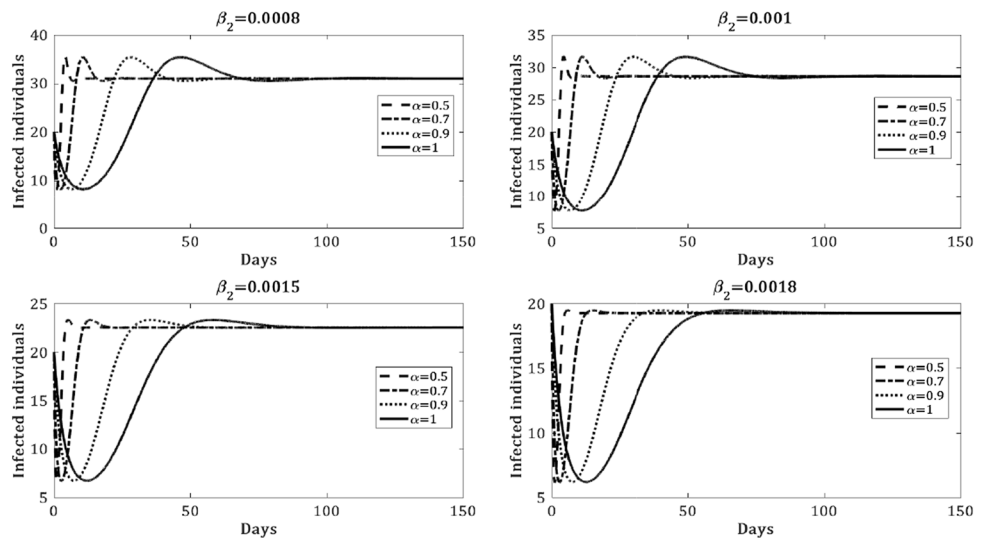 β2=0.0008
Infected individuals
40
30
20
10
0
α=0.5
α=0.7
α=0.9
α=1
0 50 100 150
Days
β2=0.001
Infected individuals
35
30
25
20
15
10
5
α=0.5
α=0.7
α=0.9
α=1
0 50 100 150
Days
β2=0.0015
Infected individuals
25
20
15
10
5
α=0.5
α=0.7
α=0.9
α=1
0 50 100 150
Days
β2=0.0018
Infected individuals
20
15
10
5
α=0.5
α=0.7
α=0.9
α=1
0 50 100 150
Days